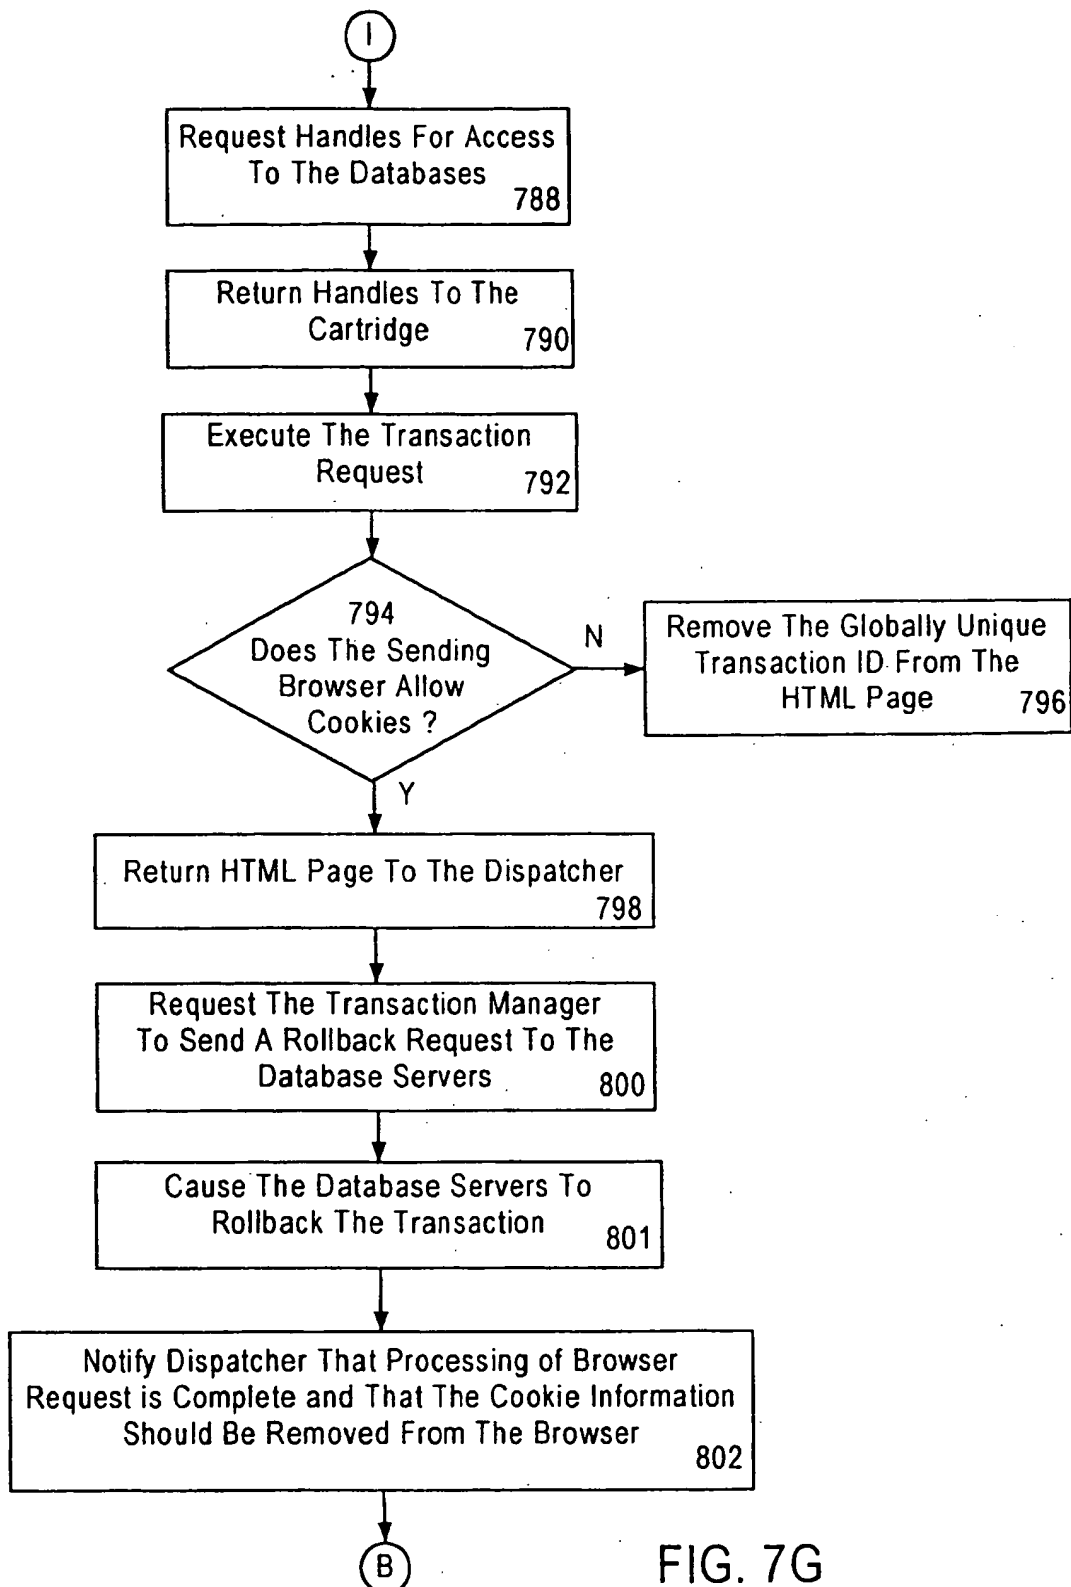 I
Request Handles For Access
To The Databases
788
Return Handles To The
Cartridge
790
Execute The Transaction
Request
792
794
Does The Sending
Browser Allow
Cookies ?
N
Remove The Globally Unique
Transaction ID From The
HTML Page
796
Y
Return HTML Page To The Dispatcher
798
Request The Transaction Manager
To Send A Rollback Request To The
Database Servers
800
Cause The Database Servers To
Rollback The Transaction
801
Notify Dispatcher That Processing of Browser
Request is Complete and That The Cookie Information
Should Be Removed From The Browser
802
B
FIG. 7G